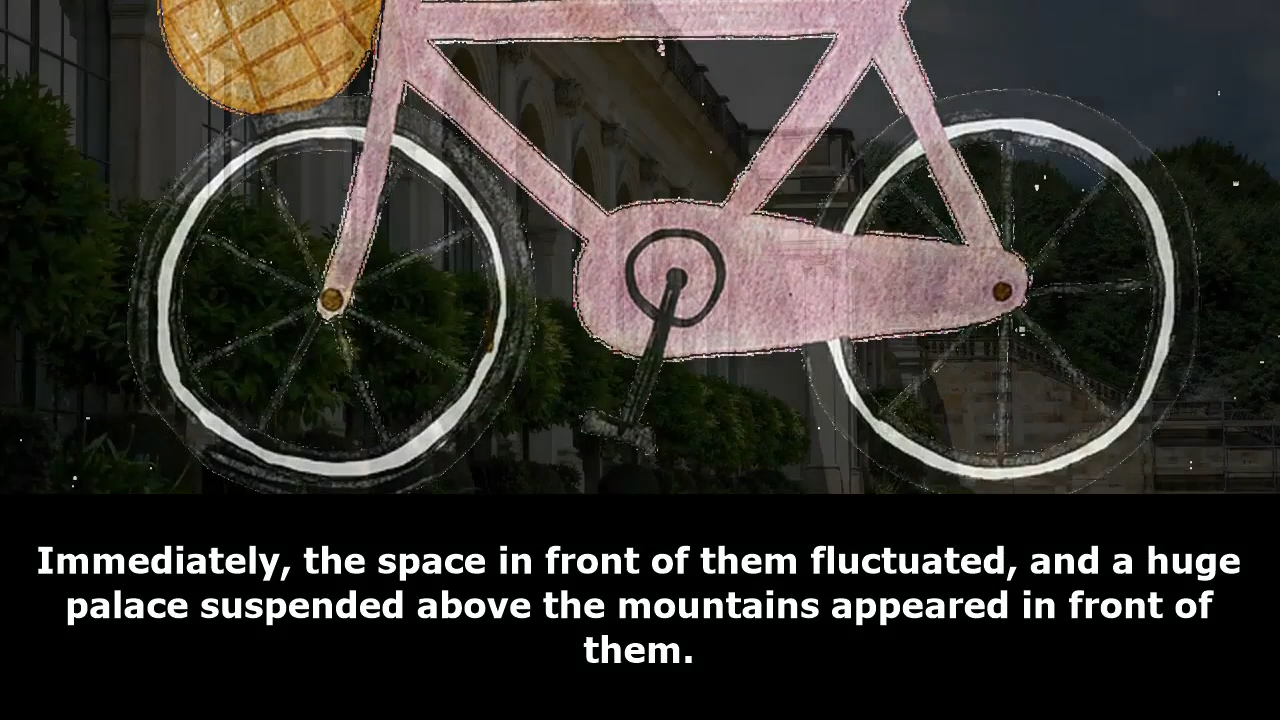 Immediately, the space in front of them fluctuated, and a huge
palace suspended above the mountains appeared in front of
them.